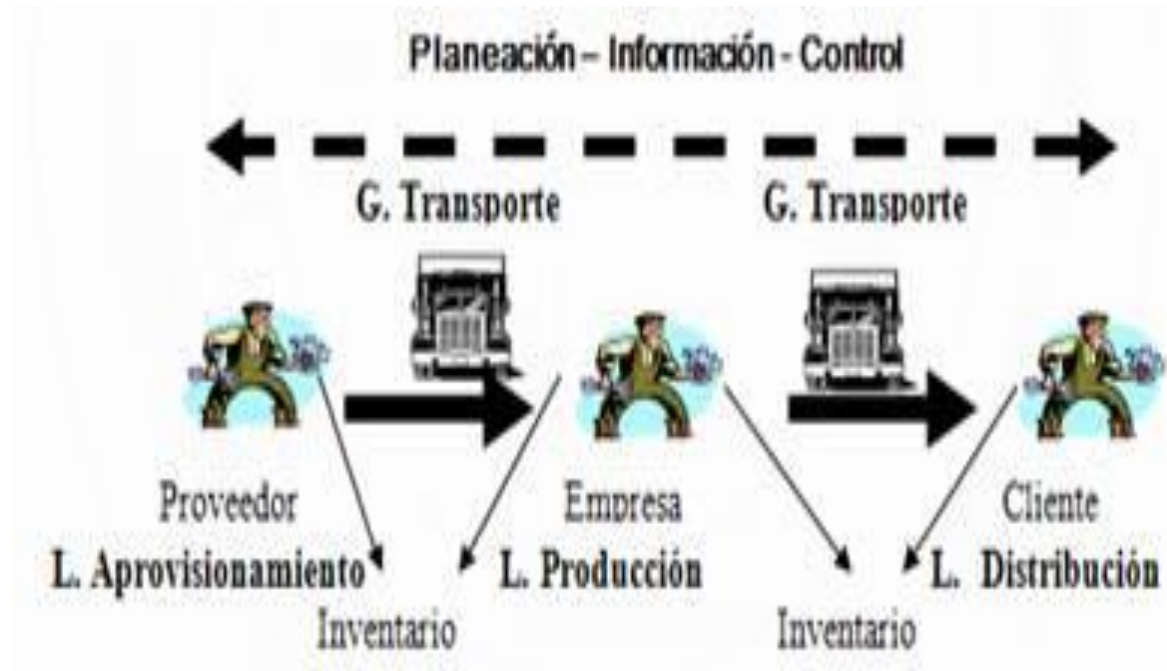 Planeación – Información - Control
G. Transporte G. Transporte
Proveedor Empresa Cliente
L. Aprovisionamiento L. Producción L. Distribución
Inventario Inventario